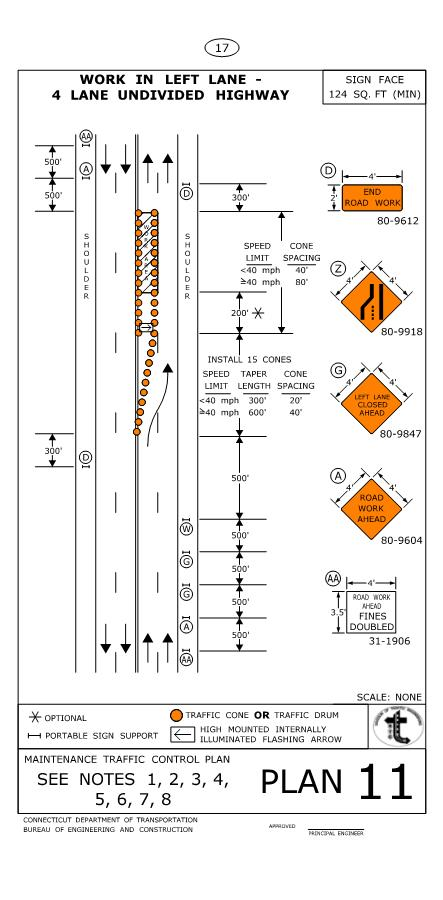 17
WORK IN LEFT LANE -
4 LANE UNDIVIDED HIGHWAY
SIGN FACE
124 SQ. FT (MIN)
AA
500'
A
500'
D
300'
SHOULDER
WORK AREA
SHOULDER
SPEED LIMIT CONE SPACING
<40 mph 40'
≥40 mph 80'
200'
INSTALL 15 CONES
SPEED LIMIT TAPER LENGTH CONE SPACING
<40 mph 300' 20'
≥40 mph 600' 40'
300'
D
500'
W
500'
G
500'
G
500'
A
500'
AA
D
4'
2'
END
ROAD WORK
80-9612
Z
4' 4'
80-9918
G
4' 4'
LEFT LANE
CLOSED
AHEAD
80-9847
A
4' 4'
ROAD
WORK
AHEAD
80-9604
AA
4'
3.5'
ROAD WORK
AHEAD
FINES
DOUBLED
31-1906
SCALE: NONE
OPTIONAL
TRAFFIC CONE OR TRAFFIC DRUM
PORTABLE SIGN SUPPORT
HIGH MOUNTED INTERNALLY
ILLUMINATED FLASHING ARROW
MAINTENANCE TRAFFIC CONTROL PLAN
SEE NOTES 1, 2, 3, 4,
5, 6, 7, 8
PLAN 11
CONNECTICUT DEPARTMENT OF TRANSPORTATION
BUREAU OF ENGINEERING AND CONSTRUCTION
APPROVED
PRINCIPAL ENGINEER